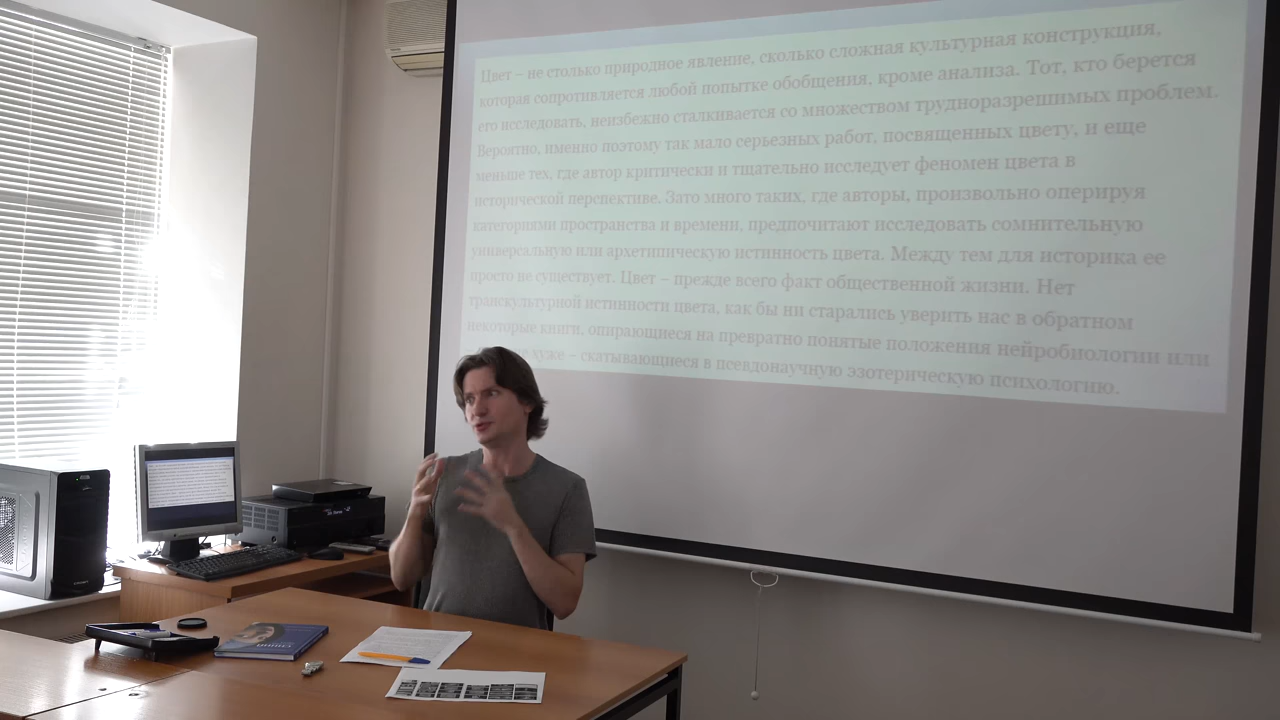 Цвет – не столько природное явление, сколько сложная культурная конструкция,
которая сопротивляется любой попытке обобщения, кроме анализа. Тот, кто берется
его исследовать, неизбежно сталкивается со множеством трудноразрешимых проблем.
Вероятно, именно поэтому так мало серьезных работ, посвященных цвету, и еще
меньше тех, где автор критически и тщательно исследует феномен цвета в
исторической перспективе. Зато много таких, где авторы, произвольно оперируя
категориями пространства и времени, предпочитают исследовать сомнительную
универсальную или архетипическую истинность цвета. Между тем для историка ее
просто не существует. Цвет – прежде всего факт общественной жизни. Нет
транскультурной истинности цвета, как бы ни старались уверить нас в обратном
некоторые книги, опирающиеся на превратно понятые положения нейробиологии или
хуже – скатывающиеся в псевдонаучную эзотерическую психологию.